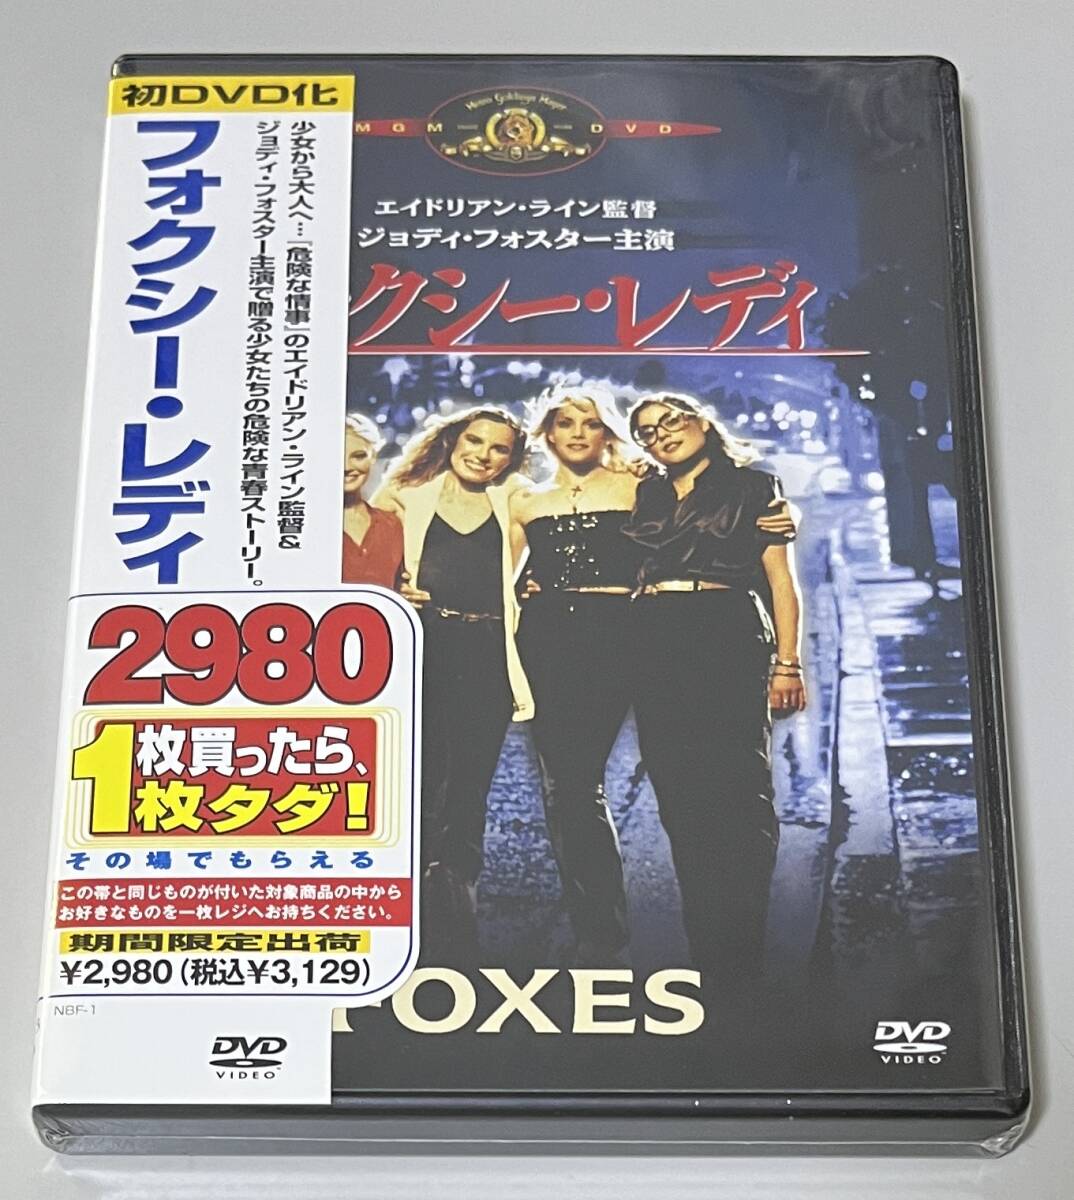 初DVD化
フォクシー・レディ
少女から大人へ…『危険な情事』のエイドリアン・ライン監督&
ジョディ・フォスター主演で贈る少女たちの危険な青春ストーリー。
2980
1枚買ったら、
1枚タダ!
その場でもらえる
この帯と同じものが付いた対象商品の中から
お好きなものを一枚レジへお持ちください。
期間限定出荷
¥2,980(税込¥3,129)
NBF-1
DVD
VIDEO
Metro Goldwyn Mayer
MGM DVD
エイドリアン・ライン監督
ジョディ・フォスター主演
クシー・レディ
FOXES
DVD
VIDEO